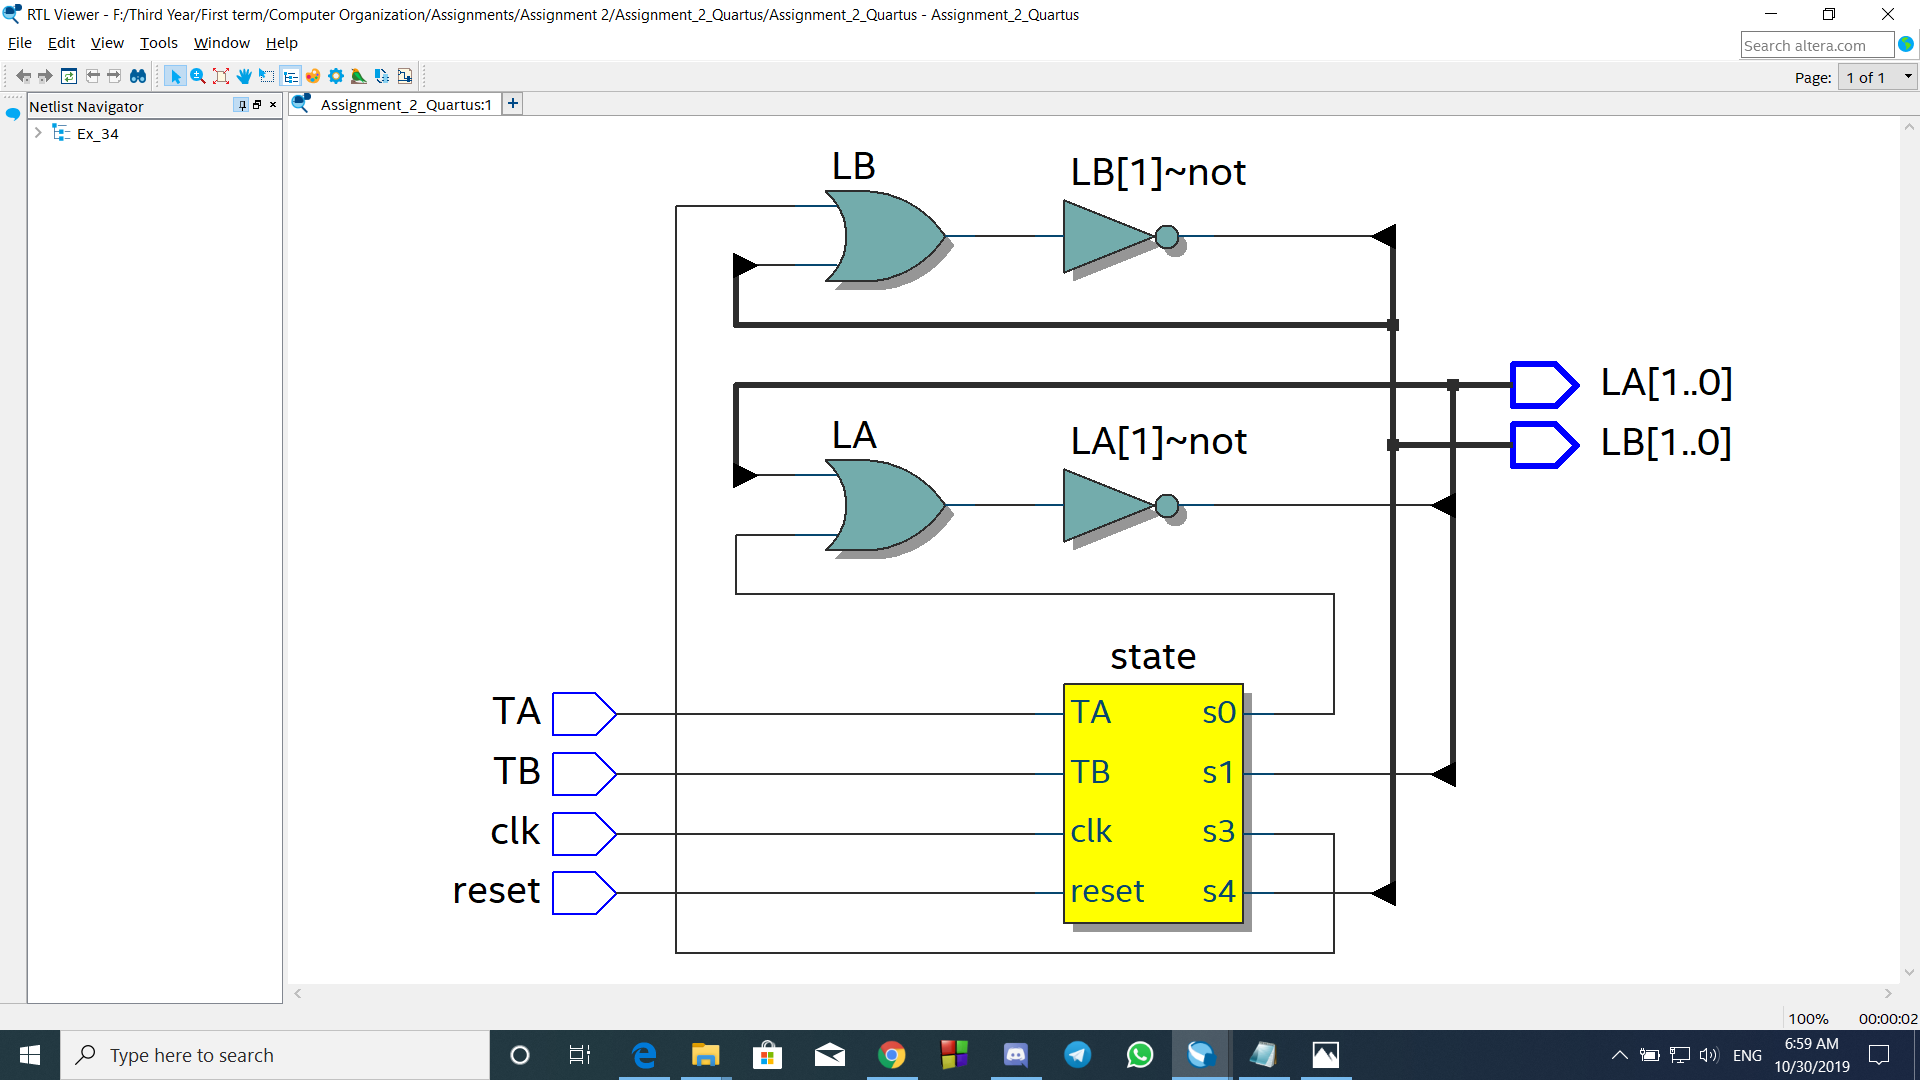 RTL Viewer - F:/Third Year/First term/Computer Organization/Assignments/Assignment 2/Assignment_2_Quartus/Assignment_2_Quartus - Assignment_2_Quartus
File Edit View Tools Window Help
Search altera.com
Page: 1 of 1
Netlist Navigator
Assignment_2_Quartus:1
Ex_34
LB
LB[1]~not
LA[1..0]
LA
LA[1]~not
LB[1..0]
state
TA
TA s0
TB
TB s1
clk
clk s3
reset
reset s4
100% 00:00:02
Type here to search
ENG
6:59 AM
10/30/2019